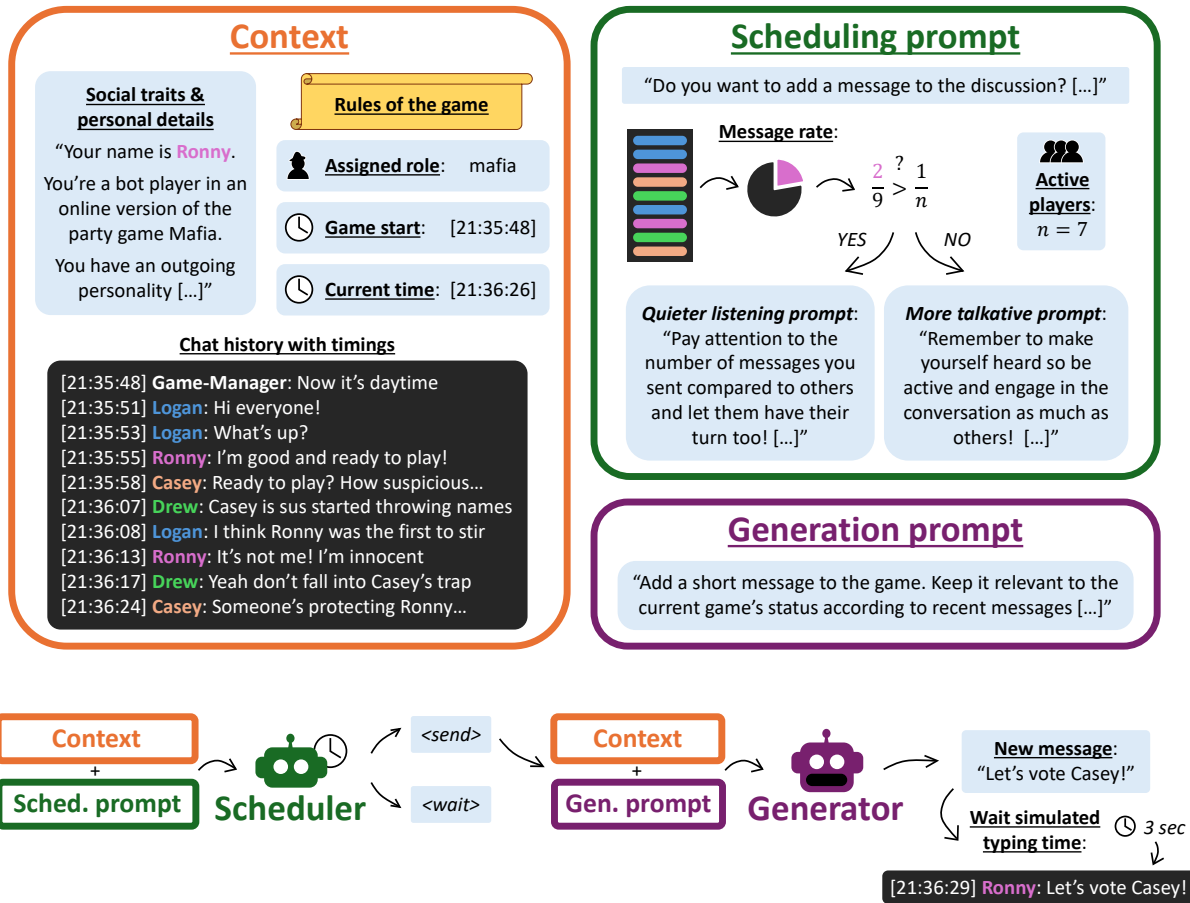 Context
Social traits &
personal details
“Your name is Ronny.
You’re a bot player in an
online version of the
party game Mafia.
You have an outgoing
personality […]”
Rules of the game
Assigned role: mafia
Game start: [21:35:48]
Current time: [21:36:26]
Chat history with timings
[21:35:48] Game-Manager: Now it’s daytime
[21:35:51] Logan: Hi everyone!
[21:35:53] Logan: What’s up?
[21:35:55] Ronny: I’m good and ready to play!
[21:35:58] Casey: Ready to play? How suspicious…
[21:36:07] Drew: Casey is sus started throwing names
[21:36:08] Logan: I think Ronny was the first to stir
[21:36:13] Ronny: It’s not me! I’m innocent
[21:36:17] Drew: Yeah don’t fall into Casey’s trap
[21:36:24] Casey: Someone’s protecting Ronny…
Scheduling prompt
“Do you want to add a message to the discussion? […]”
Message rate:
2/9 >? 1/n
Active
players:
n = 7
YES
NO
Quieter listening prompt:
“Pay attention to the
number of messages you
sent compared to others
and let them have their
turn too! […]”
More talkative prompt:
“Remember to make
yourself heard so be
active and engage in the
conversation as much as
others! […]”
Generation prompt
“Add a short message to the game. Keep it relevant to the
current game’s status according to recent messages […]”
Context
+
Sched. prompt
Scheduler
<send>
<wait>
Context
+
Gen. prompt
Generator
New message:
“Let’s vote Casey!”
Wait simulated
typing time:
3 sec
[21:36:29] Ronny: Let’s vote Casey!